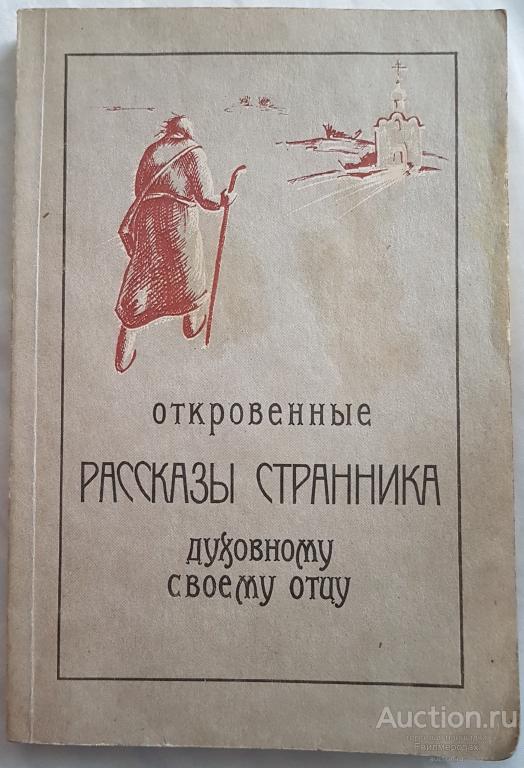 откровенные
РАССКАЗЫ СТРАННИКА
духовному
своему отцу
Auction.ru